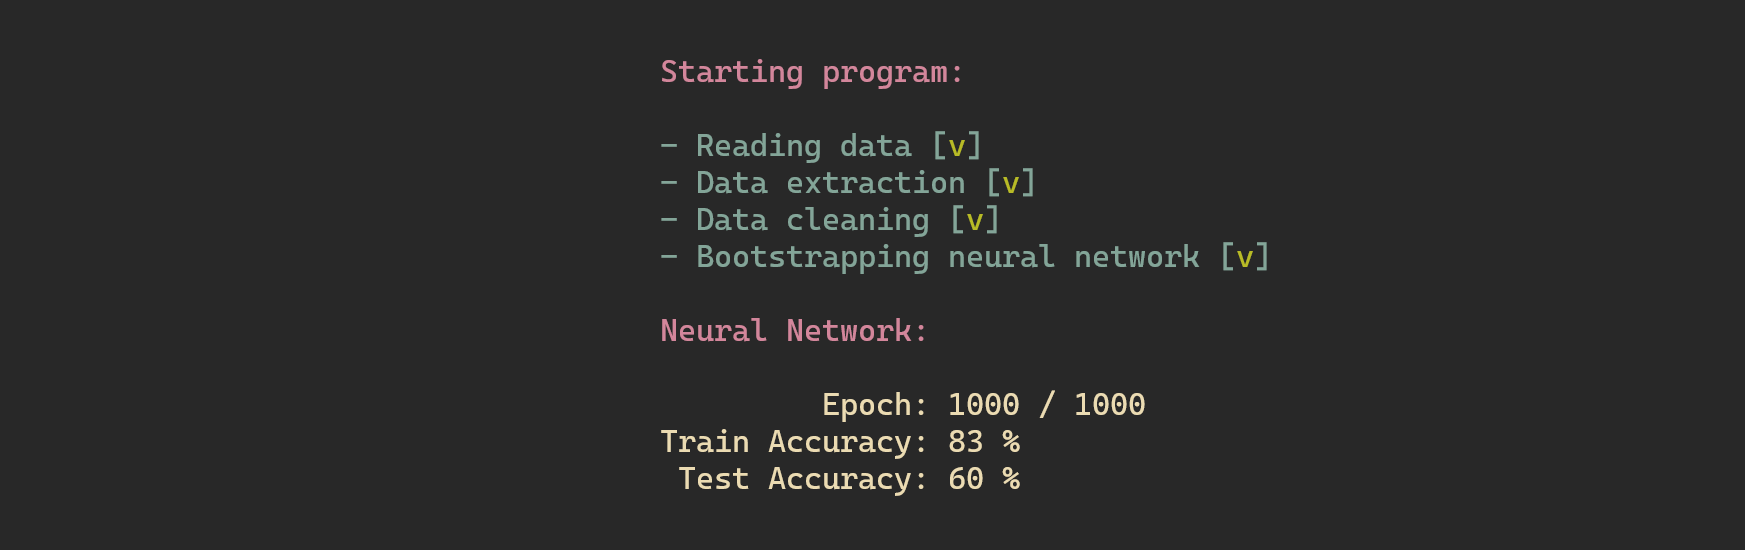 Starting program:
- Reading data [v]
- Data extraction [v]
- Data cleaning [v]
- Bootstrapping neural network [v]
Neural Network:
Epoch: 1000 / 1000
Train Accuracy: 83 %
Test Accuracy: 60 %